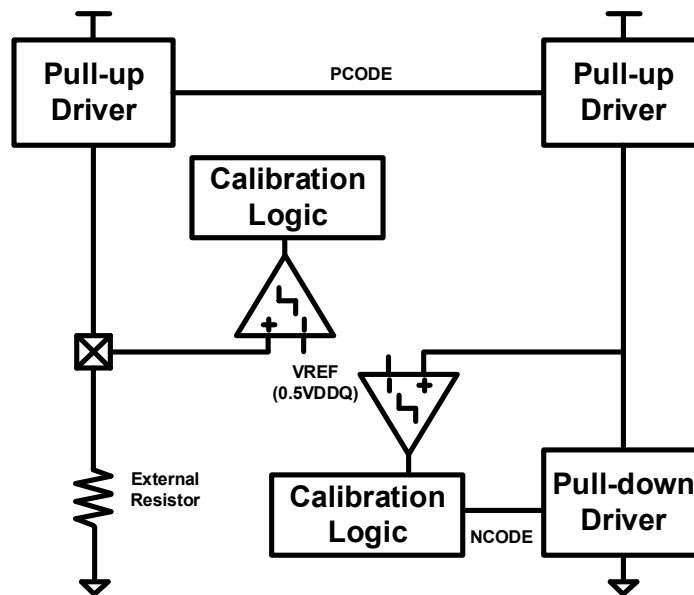 Pull-up
Driver
PCODE
Pull-up
Driver
Calibration
Logic
+
VREF
(0.5VDDQ)
+
External
Resistor
Calibration
Logic
NCODE
Pull-down
Driver